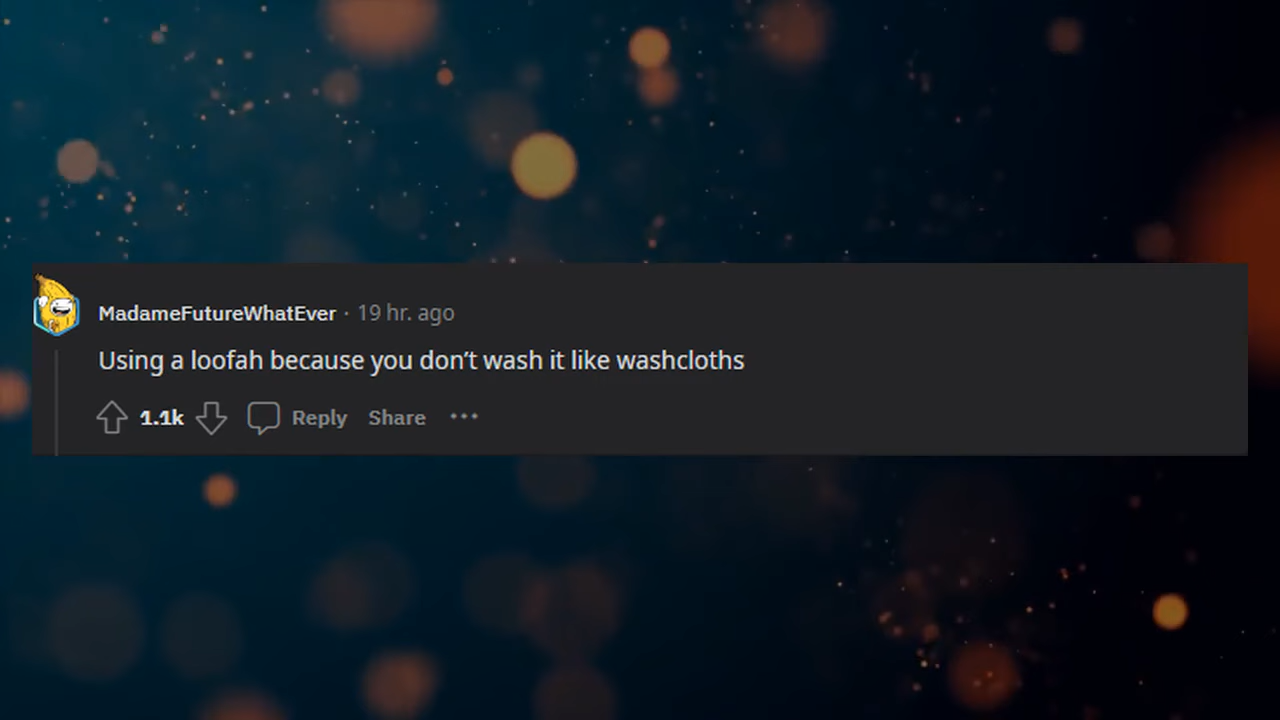 MadameFutureWhatEver · 19 hr. ago
Using a loofah because you don’t wash it like washcloths
1.1k Reply Share ···